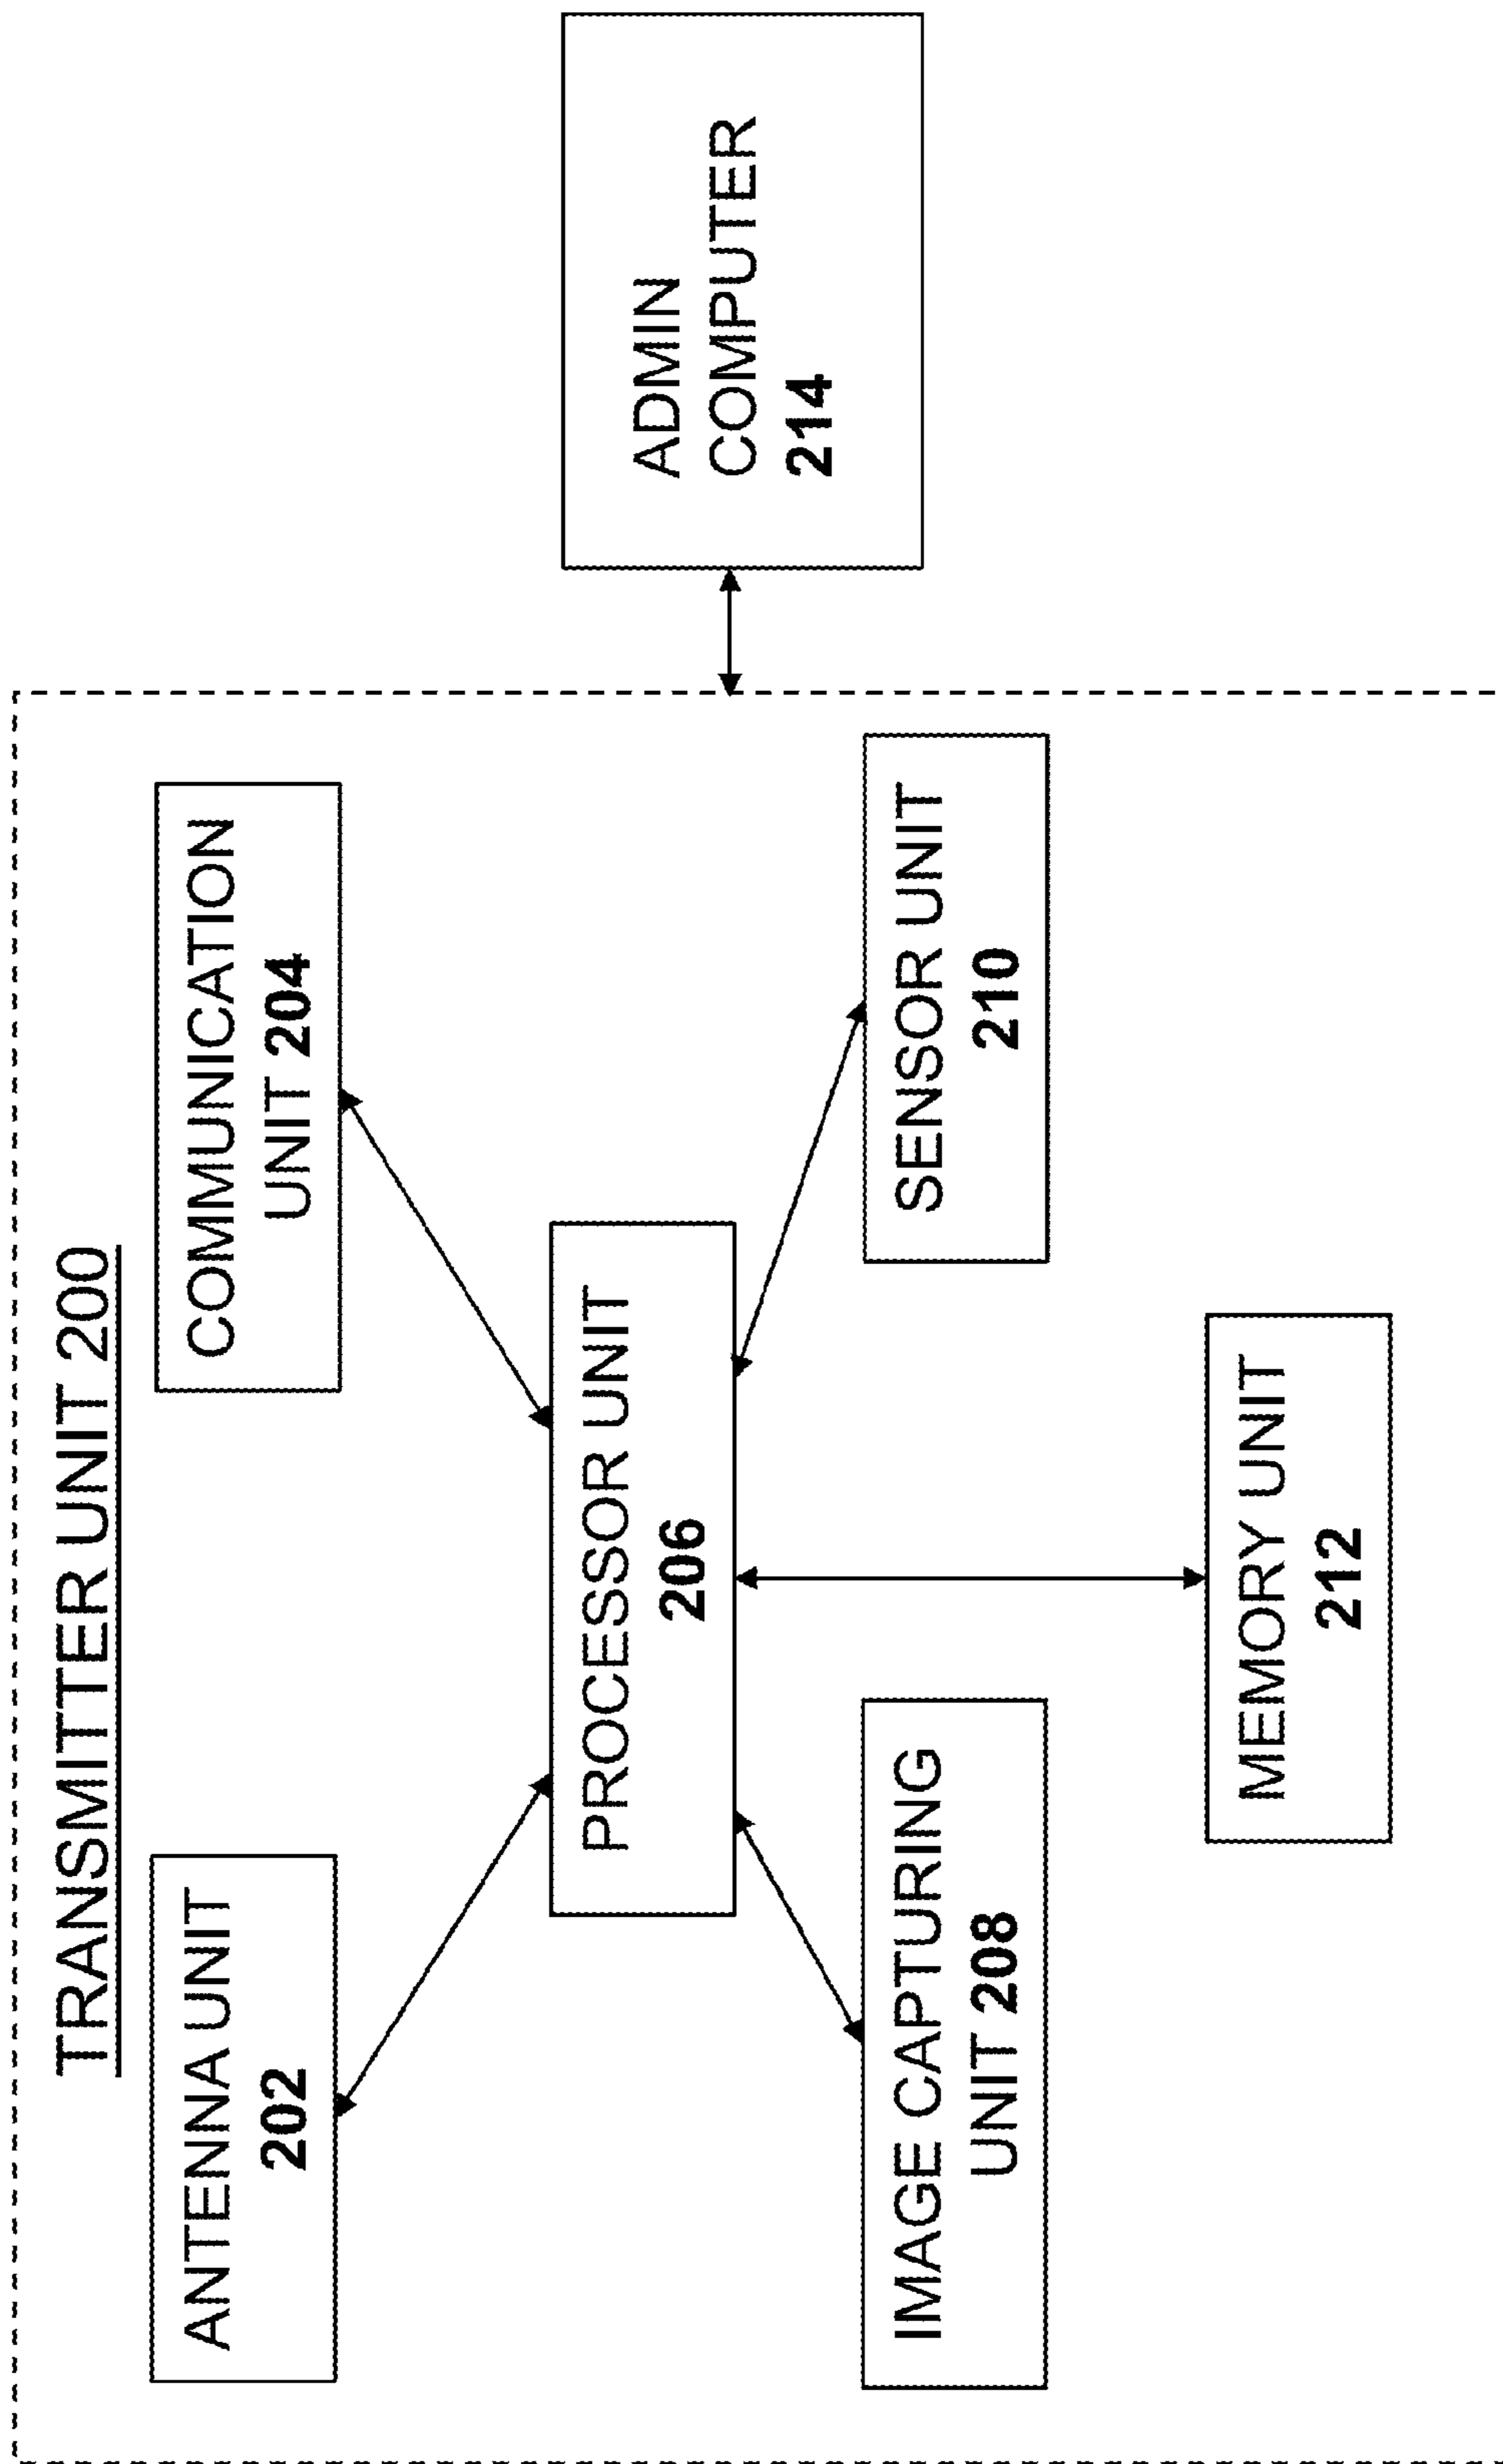 TRANSMITTER UNIT 200
ANTENNA UNIT
202
COMMUNICATION
UNIT 204
PROCESSOR UNIT
206
IMAGE CAPTURING
UNIT 208
SENSOR UNIT
210
MEMORY UNIT
212
ADMIN
COMPUTER
214